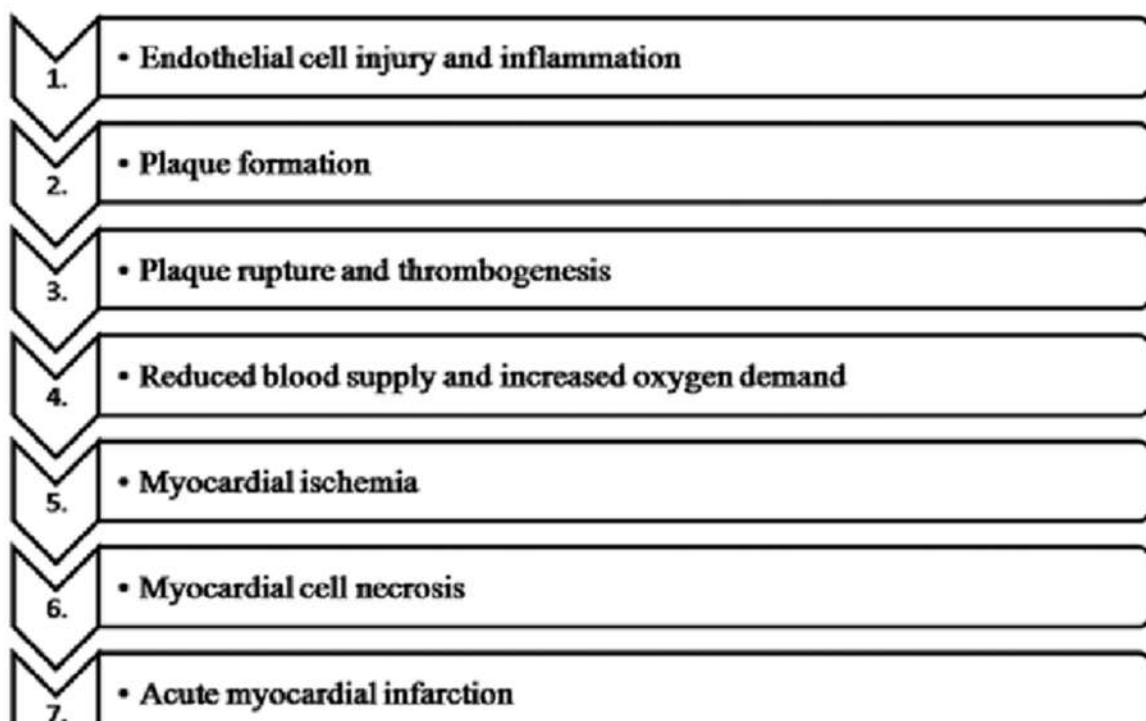 1. • Endothelial cell injury and inflammation
2. • Plaque formation
3. • Plaque rupture and thrombogenesis
4. • Reduced blood supply and increased oxygen demand
5. • Myocardial ischemia
6. • Myocardial cell necrosis
7. • Acute myocardial infarction